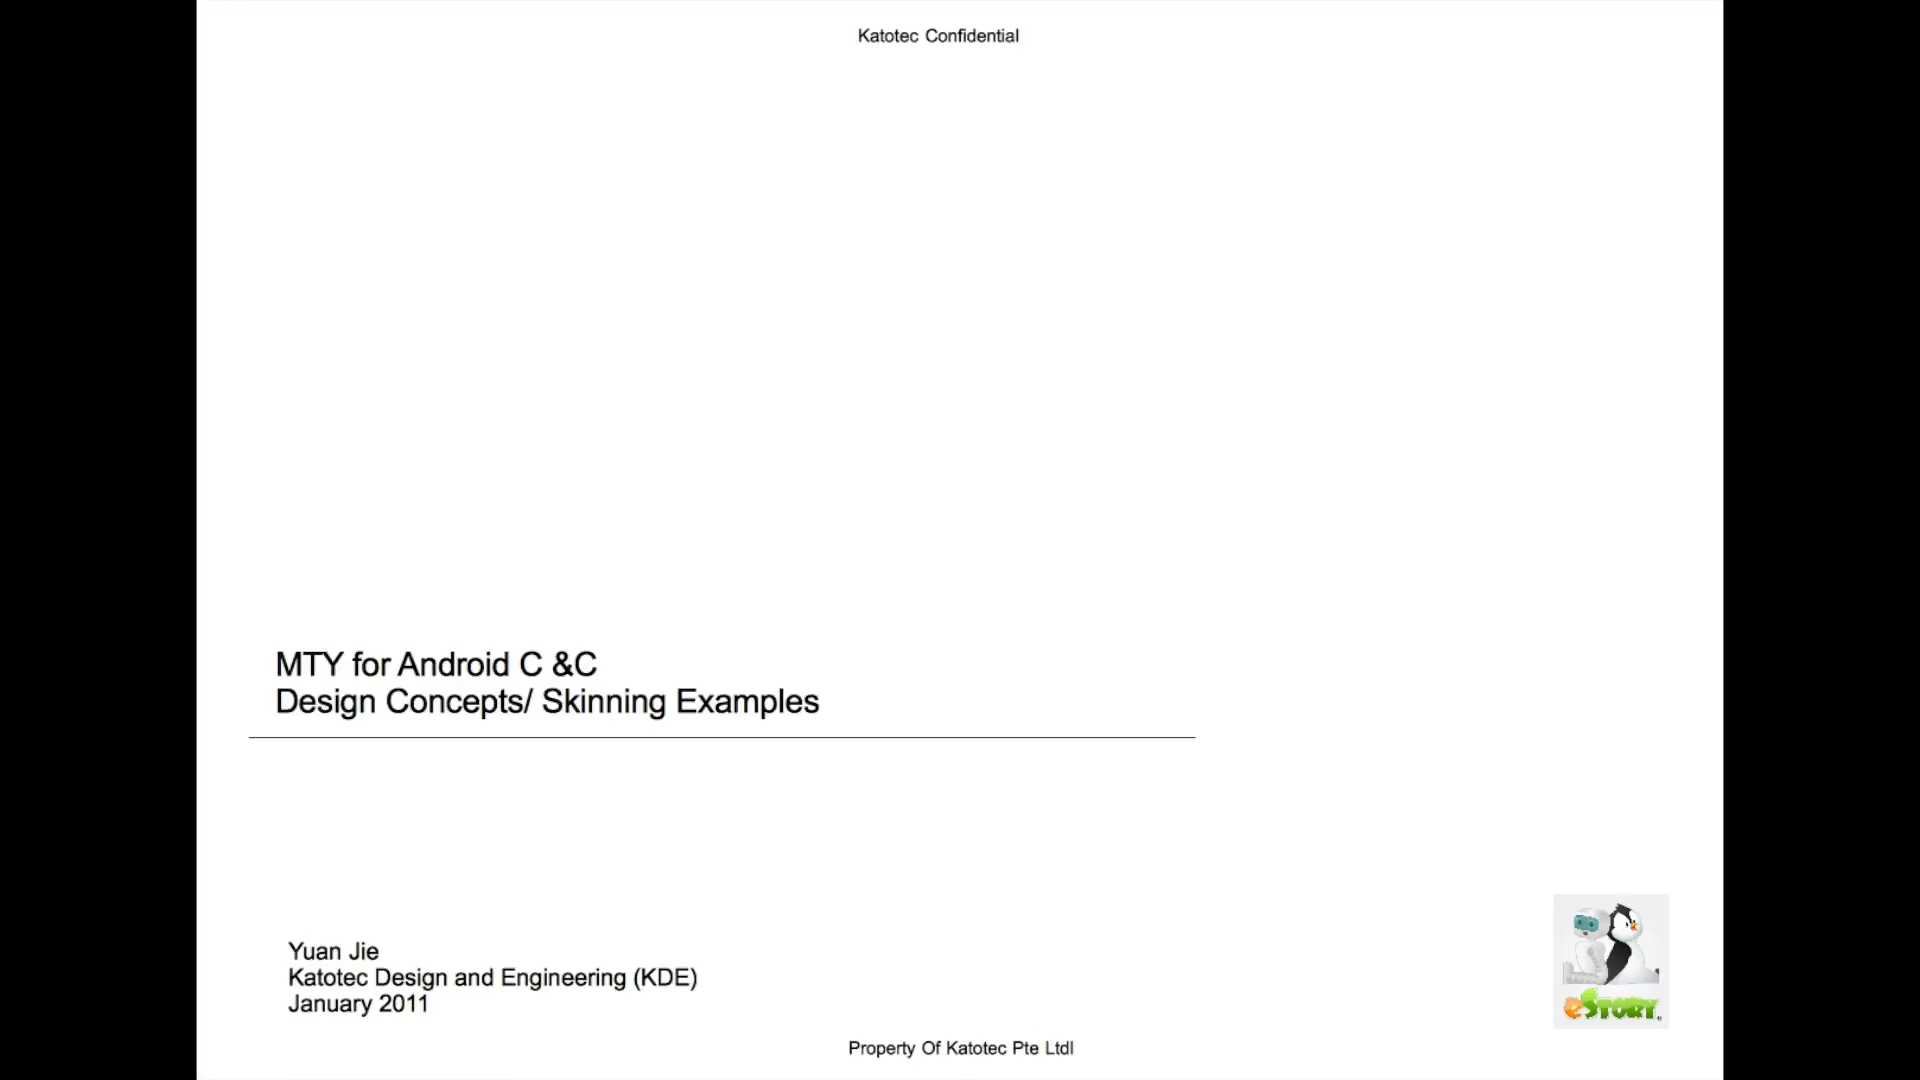 Katotec Confidential
MTY for Android C &C
Design Concepts/ Skinning Examples
Yuan Jie
Katotec Design and Engineering (KDE)
January 2011
eStory
Property Of Katotec Pte Ltdl